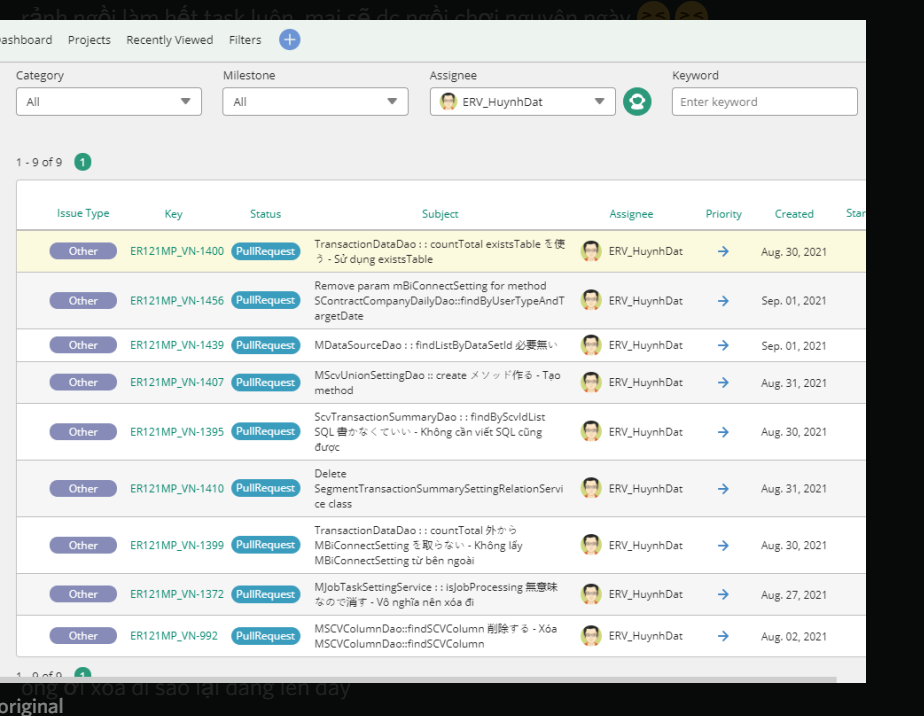 rảnh ngồi làm hết task luôn, mai sẽ dc ngồi chơi nguyên ngày
Dashboard Projects Recently Viewed Filters +
Category Milestone Assignee Keyword
All All ERV_HuynhDat Enter keyword
1 - 9 of 9 1
Issue Type Key Status Subject Assignee Priority Created Star
Other ER121MP_VN-1400 PullRequest TransactionDataDao : : countTotal existsTable を使
う - Sử dụng existsTable ERV_HuynhDat Aug. 30, 2021
Other ER121MP_VN-1456 PullRequest Remove param mBiConnectSetting for method
SContractCompanyDailyDao::findByUserTypeAndT
argetDate ERV_HuynhDat Sep. 01, 2021
Other ER121MP_VN-1439 PullRequest MDataSourceDao : : findListByDataSetId 必要無い ERV_HuynhDat Sep. 01, 2021
Other ER121MP_VN-1407 PullRequest MScvUnionSettingDao :: create メソッド作る - Tạo
method ERV_HuynhDat Aug. 31, 2021
Other ER121MP_VN-1395 PullRequest ScvTransactionSummaryDao : : findByScvIdList
SQL 書かなくていい - Không cần viết SQL cũng
được ERV_HuynhDat Aug. 30, 2021
Other ER121MP_VN-1410 PullRequest Delete
SegmentTransactionSummarySettingRelationServi
ce class ERV_HuynhDat Aug. 31, 2021
Other ER121MP_VN-1399 PullRequest TransactionDataDao : : countTotal 外から
MBiConnectSetting を取らない - Không lấy
MBiConnectSetting từ bên ngoài ERV_HuynhDat Aug. 30, 2021
Other ER121MP_VN-1372 PullRequest MJobTaskSettingService : : isJobProcessing 無意味
なので消す - Vô nghĩa nên xóa đi ERV_HuynhDat Aug. 27, 2021
Other ER121MP_VN-992 PullRequest MSCVColumnDao::findSCVColumn 削除する - Xóa
MSCVColumnDao::findSCVColumn ERV_HuynhDat Aug. 02, 2021
1 - 9 of 9 1
ông ơi xóa đi sao lại đăng lên đây
original